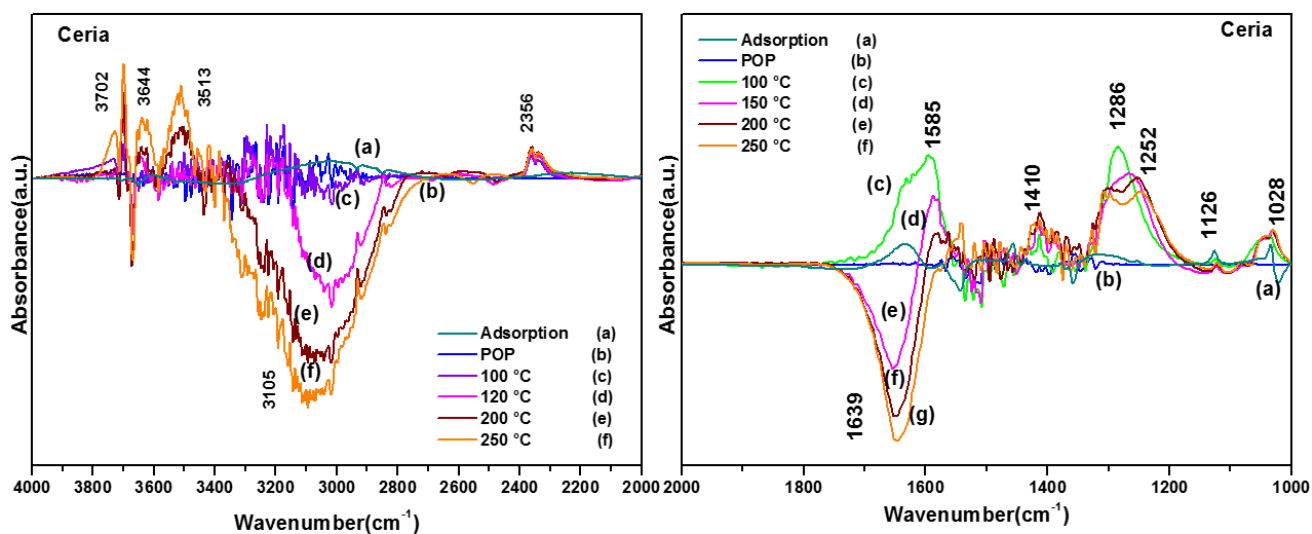 Ceria
3702
3644
3513
2356
(a)
(b)
(c)
(d)
(e)
(f)
3105
Adsorption (a)
POP (b)
100 °C (c)
120 °C (d)
200 °C (e)
250 °C (f)
Absorbance(a.u.)
4000 3800 3600 3400 3200 3000 2800 2600 2400 2200 2000
Wavenumber(cm⁻¹)
Ceria
Adsorption (a)
POP (b)
100 °C (c)
150 °C (d)
200 °C (e)
250 °C (f)
1585
1286
1252
1410
1126
1028
(c)
(d)
(b)
(a)
(e)
(f)
(g)
1639
Absorbance(a.u.)
2000 1800 1600 1400 1200 1000
Wavenumber(cm⁻¹)